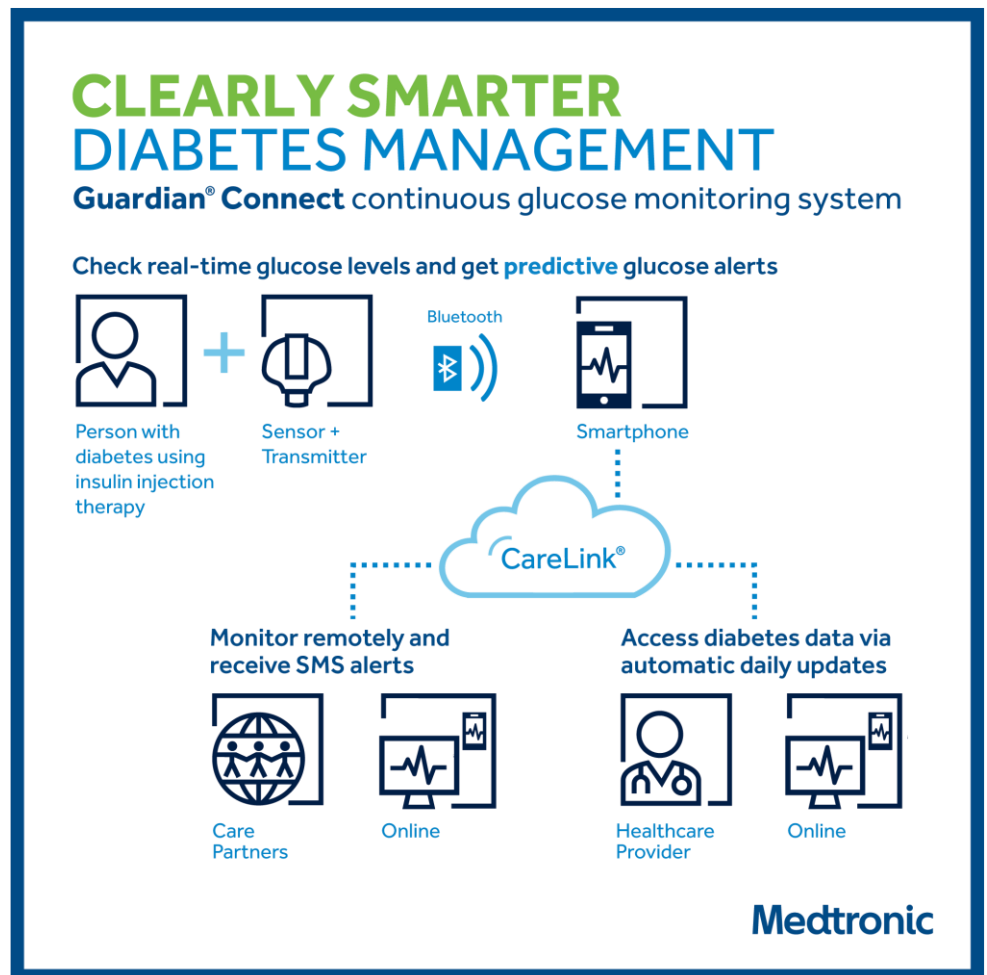 CLEARLY SMARTER
DIABETES MANAGEMENT
Guardian® Connect continuous glucose monitoring system
Check real-time glucose levels and get predictive glucose alerts
Bluetooth
Person with
diabetes using
insulin injection
therapy
Sensor +
Transmitter
Smartphone
CareLink®
Monitor remotely and
receive SMS alerts
Access diabetes data via
automatic daily updates
Care
Partners
Online
Healthcare
Provider
Online
Medtronic